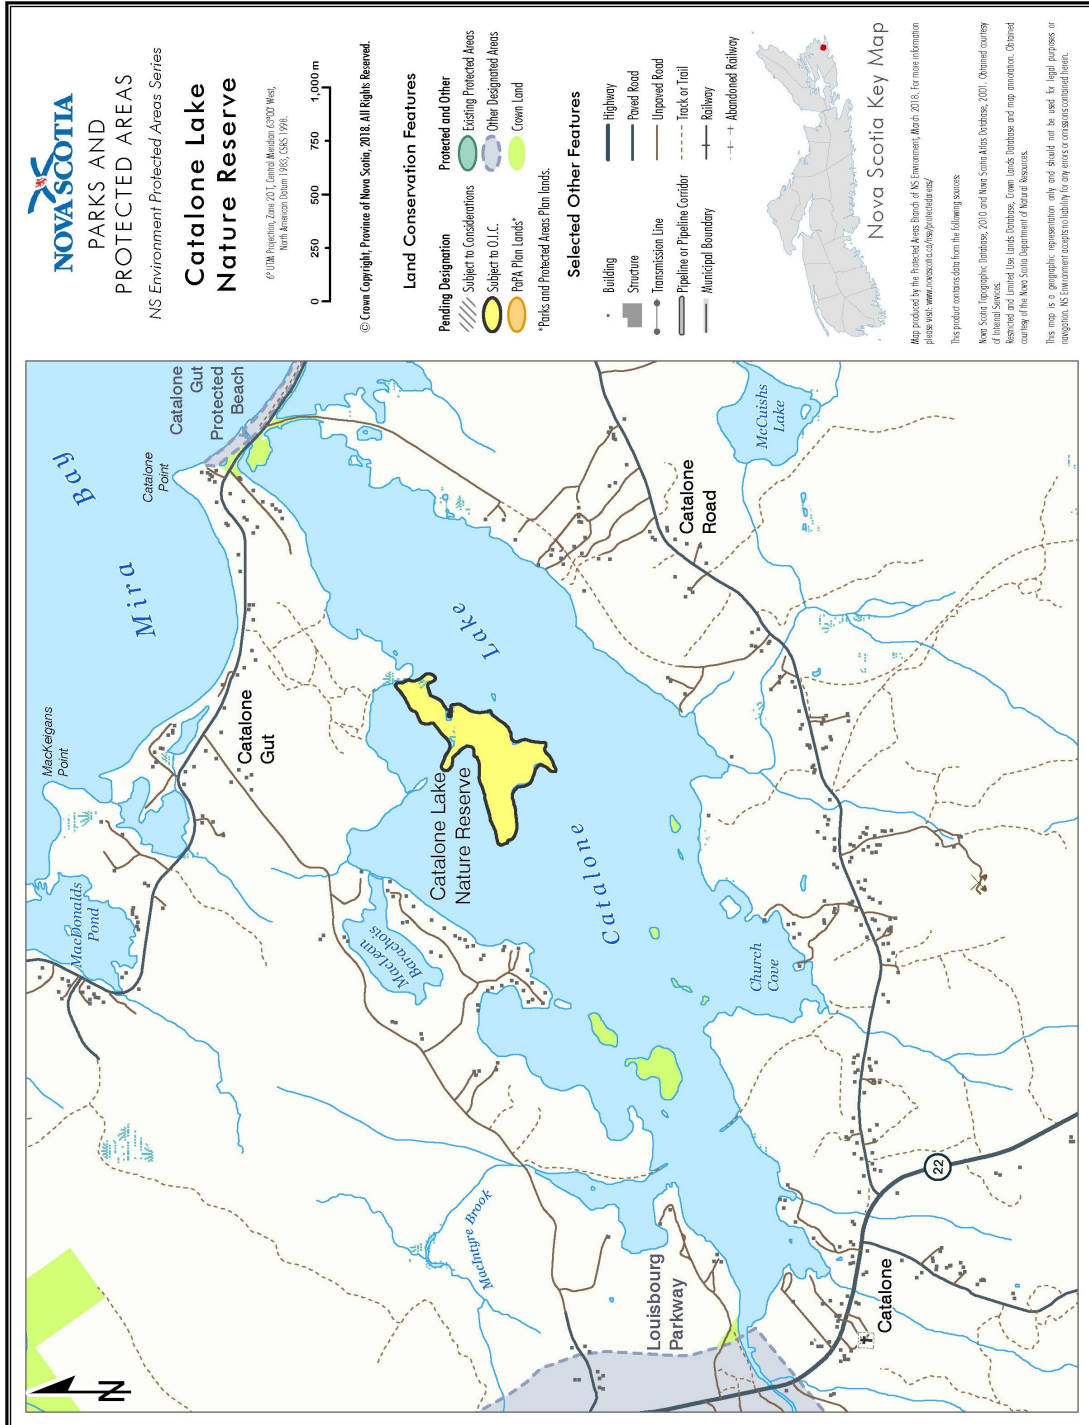 NOVA SCOTIA
PARKS AND
PROTECTED AREAS
NS Environment Protected Areas Series
Catalone Lake
Nature Reserve
6º UTM Projection, Zone 20 T, Central Meridian 63º00' West,
North American Datum 1983, CSRS 1998.
0 250 500 750 1,000 m
© Crown Copyright, Province of Nova Scotia, 2018. All Rights Reserved.
Land Conservation Features
Pending Designation
Subject to Considerations
Subject to O.I.C.
PaPA Plan Lands*
Protected and Other
Existing Protected Areas
Other Designated Areas
Crown Land
*Parks and Protected Areas Plan lands.
Selected Other Features
Building
Structure
Transmission Line
Pipeline or Pipeline Corridor
Municipal Boundary
Highway
Paved Road
Unpaved Road
Track or Trail
Railway
Abandoned Railway
Nova Scotia Key Map
Map produced by the Protected Areas Branch of NS Environment, March 2018. For more information
please visit: www.novascotia.ca/nse/protectedareas/
This product contains data from the following sources:
Nova Scotia Topographic Database, 2010 and Nova Scotia Atlas Database, 2001. Obtained courtesy
of Internal Services.
Restricted and Limited Use Lands Database, Crown Lands Database and map annotation. Obtained
courtesy of the Nova Scotia Department of Natural Resources.
This map is a geographic representation only and should not be used for legal purposes or
navigation. NS Environment accepts no liability for any errors or omissions contained herein.
N
MacDonalds
Pond
MacKeigans
Point
Mira Bay
Catalone
Point
Catalone
Gut
Protected
Beach
Catalone
Gut
MacLean
Barachois
Catalone Lake
Nature Reserve
Catalone Lake
MacIntyre Brook
Louisbourg
Parkway
Church
Cove
Catalone
Road
McCuishs
Lake
Catalone
22